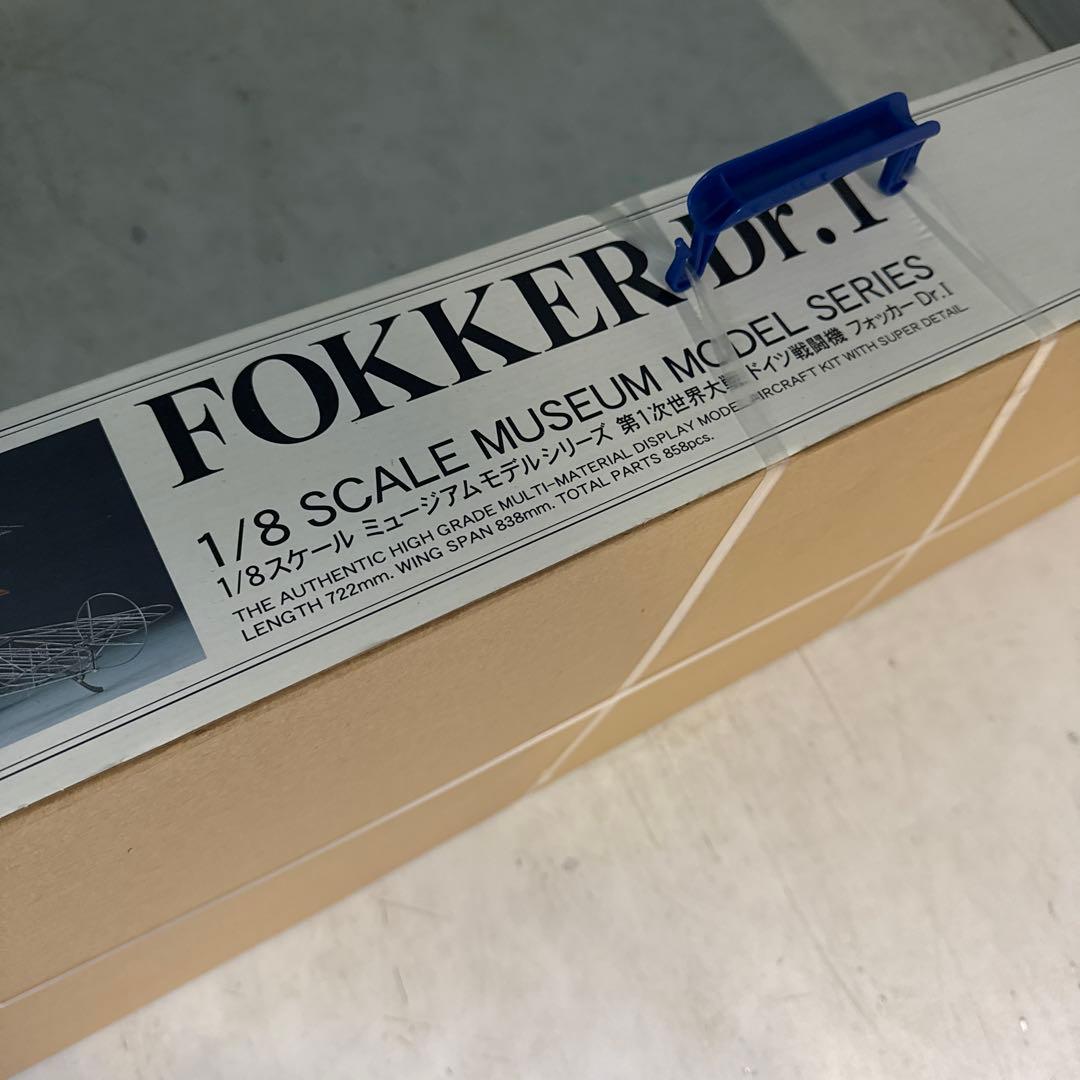 FOKKER Dr.I
1/8 SCALE MUSEUM MODEL SERIES
1/8スケール ミュージアムモデルシリーズ 第1次世界大戦 ドイツ戦闘機 フォッカーDr.I
THE AUTHENTIC HIGH GRADE MULTI-MATERIAL DISPLAY MODEL AIRCRAFT KIT WITH SUPER DETAIL.
LENGTH 722mm. WING SPAN 838mm. TOTAL PARTS 858pcs.